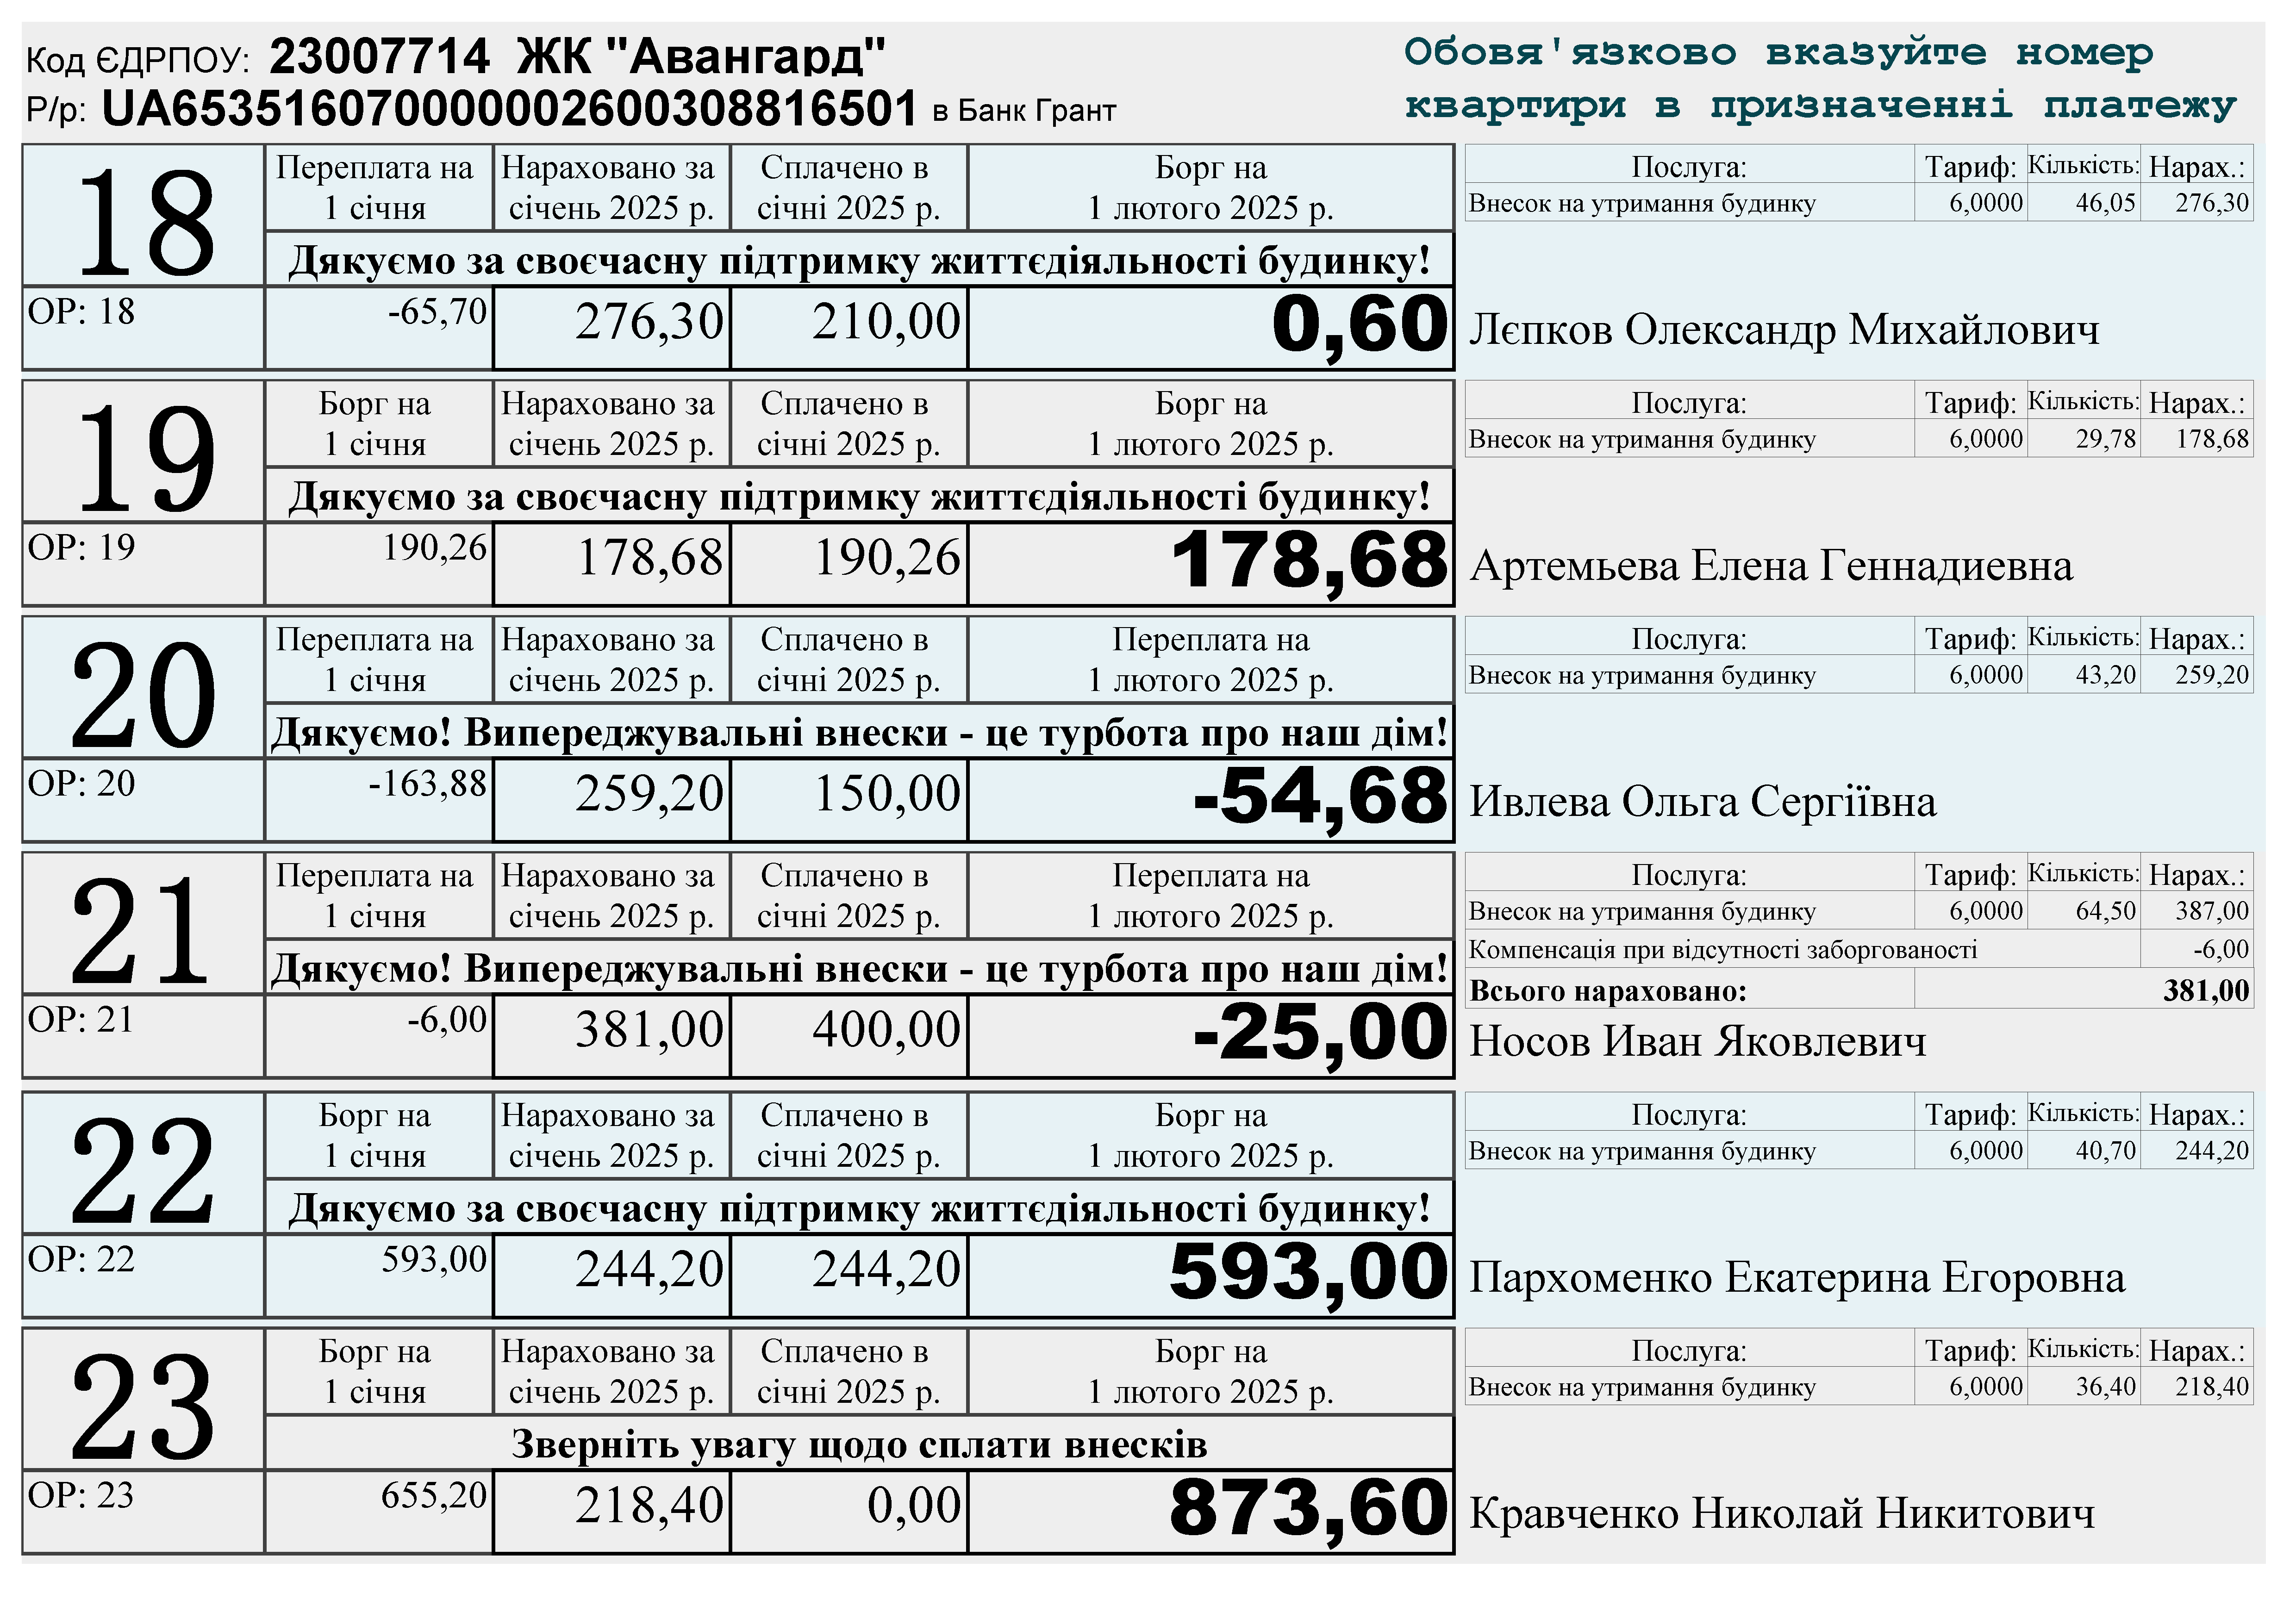 Код ЄДРПОУ: 23007714 ЖК "Авангард"
Р/р: UA653516070000000260030881650​1 в Банк Грант
Обовя'язково вказуйте номер
квартири в призначенні платежу
18 Переплата на 1 січня Нараховано за січень 2025 р. Сплачено в січні 2025 р. Борг на 1 лютого 2025 р.
Дякуємо за своєчасну підтримку життєдіяльності будинку!
ОР: 18 -65,70 276,30 210,00 0,60
Послуга: Тариф: Кількість: Нарах.:
Внесок на утримання будинку 6,0000 46,05 276,30
Лєпков Олександр Михайлович
19 Борг на 1 січня Нараховано за січень 2025 р. Сплачено в січні 2025 р. Борг на 1 лютого 2025 р.
Дякуємо за своєчасну підтримку життєдіяльності будинку!
ОР: 19 190,26 178,68 190,26 178,68
Послуга: Тариф: Кількість: Нарах.:
Внесок на утримання будинку 6,0000 29,78 178,68
Артемьева Елена Геннадиевна
20 Переплата на 1 січня Нараховано за січень 2025 р. Сплачено в січні 2025 р. Переплата на 1 лютого 2025 р.
Дякуємо! Випереджувальні внески - це турбота про наш дім!
ОР: 20 -163,88 259,20 150,00 -54,68
Послуга: Тариф: Кількість: Нарах.:
Внесок на утримання будинку 6,0000 43,20 259,20
Ивлева Ольга Сергіївна
21 Переплата на 1 січня Нараховано за січень 2025 р. Сплачено в січні 2025 р. Переплата на 1 лютого 2025 р.
Дякуємо! Випереджувальні внески - це турбота про наш дім!
ОР: 21 -6,00 381,00 400,00 -25,00
Послуга: Тариф: Кількість: Нарах.:
Внесок на утримання будинку 6,0000 64,50 387,00
Компенсація при відсутності заборгованості -6,00
Всього нараховано: 381,00
Носов Иван Яковлевич
22 Борг на 1 січня Нараховано за січень 2025 р. Сплачено в січні 2025 р. Борг на 1 лютого 2025 р.
Дякуємо за своєчасну підтримку життєдіяльності будинку!
ОР: 22 593,00 244,20 244,20 593,00
Послуга: Тариф: Кількість: Нарах.:
Внесок на утримання будинку 6,0000 40,70 244,20
Пархоменко Екатерина Егоровна
23 Борг на 1 січня Нараховано за січень 2025 р. Сплачено в січні 2025 р. Борг на 1 лютого 2025 р.
Зверніть увагу щодо сплати внесків
ОР: 23 655,20 218,40 0,00 873,60
Послуга: Тариф: Кількість: Нарах.:
Внесок на утримання будинку 6,0000 36,40 218,40
Кравченко Николай Никитович